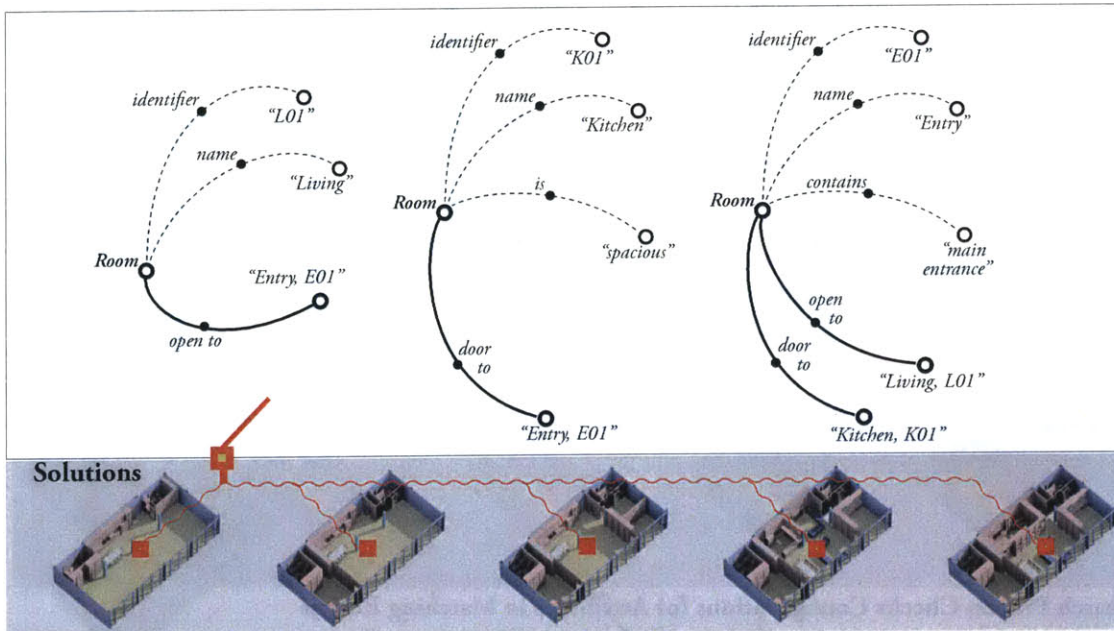 identifier
"L01"
name
"Living"
Room
"Entry, E01"
open to
identifier
"K01"
name
"Kitchen"
is
Room
"spacious"
door
to
"Entry, E01"
identifier
"E01"
name
"Entry"
contains
Room
"main
entrance"
open
to
door
to
"Living, L01"
"Kitchen, K01"
Solutions